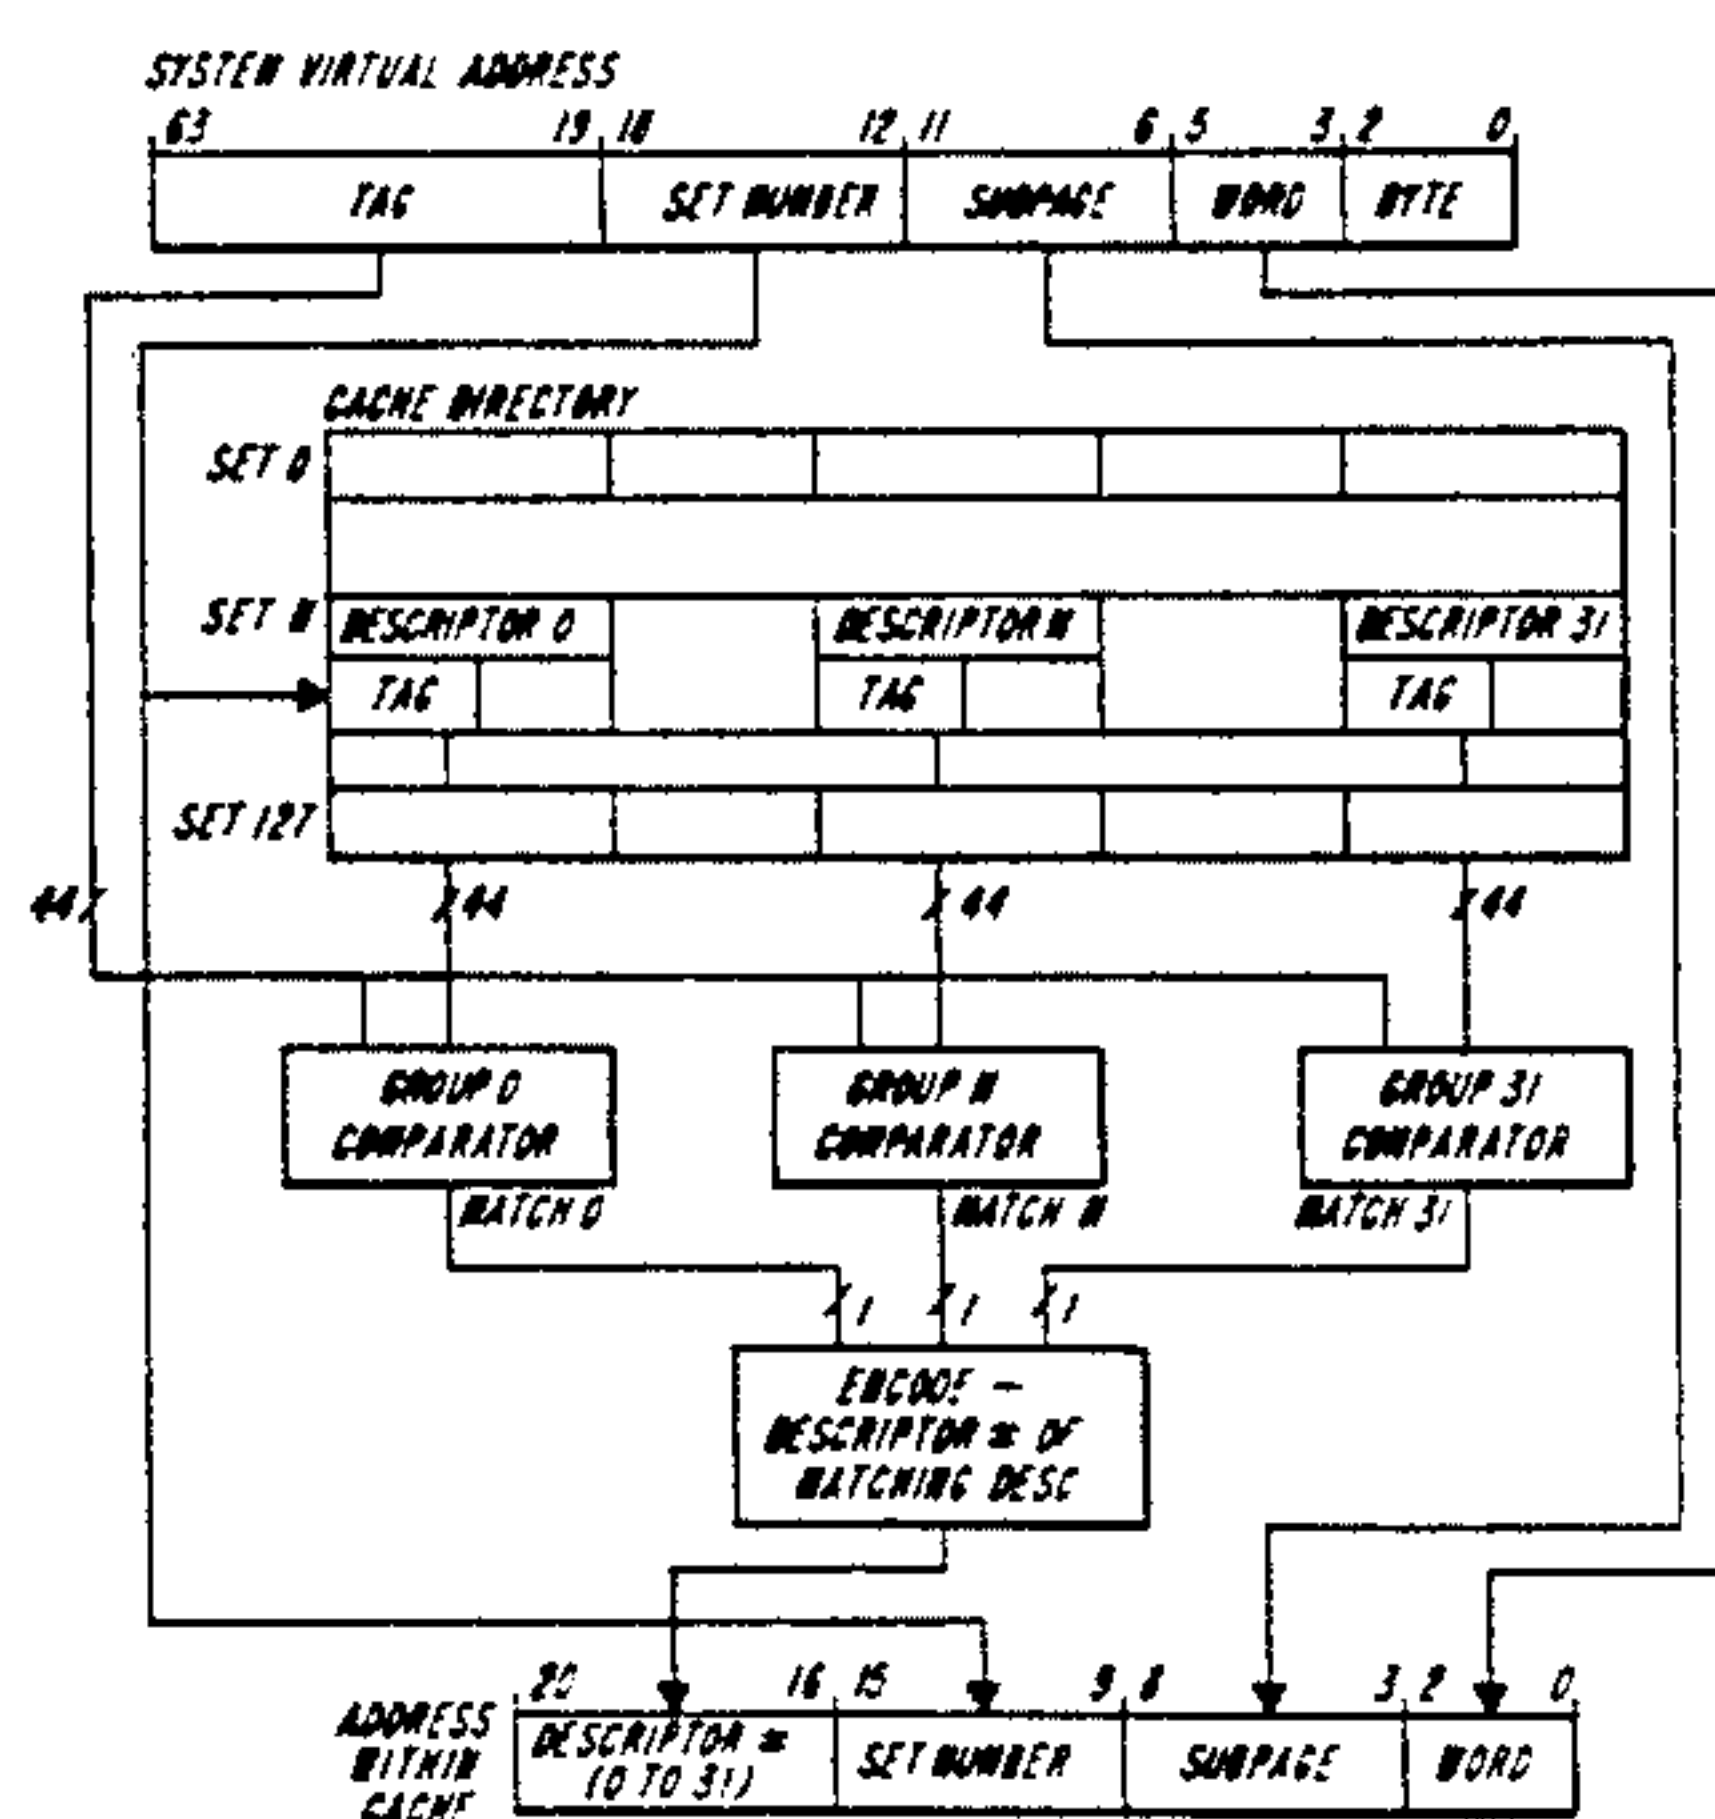 SYSTEM VIRTUAL ADDRESS
63 19 18 12 11 6 5 3 2 0
TAG SET NUMBER SUBPAGE WORD BYTE
CACHE DIRECTORY
SET 0
SET N DESCRIPTOR 0 DESCRIPTOR N DESCRIPTOR 31
TAG TAG TAG
SET 127
44 44 44 44
GROUP 0 COMPARATOR
GROUP N COMPARATOR
GROUP 31 COMPARATOR
MATCH 0 MATCH N MATCH 31
1 1 1
ENCODE -
DESCRIPTOR # OF
MATCHING DESC
20 16 15 9 8 3 2 0
ADDRESS
WITHIN
CACHE
DESCRIPTOR #
(0 TO 31)
SET NUMBER SUBPAGE WORD